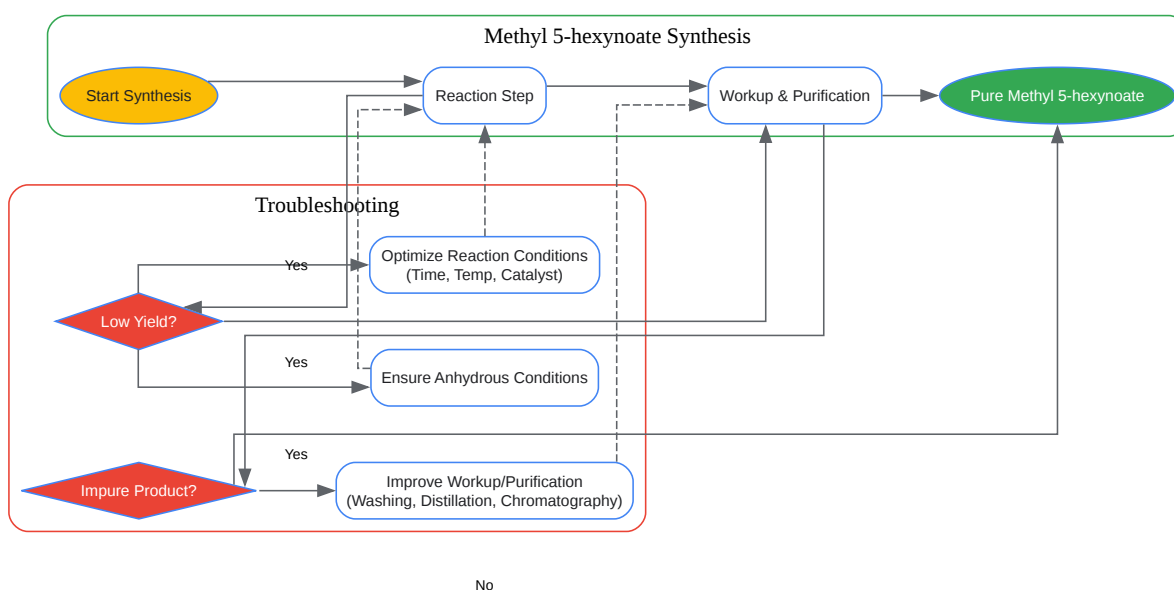 Methyl 5-hexynoate Synthesis
Start Synthesis
Reaction Step
Workup & Purification
Pure Methyl 5-hexynoate
Troubleshooting
Optimize Reaction Conditions
(Time, Temp, Catalyst)
Yes
Low Yield?
Yes
Ensure Anhydrous Conditions
Yes
Impure Product?
Improve Workup/Purification
(Washing, Distillation, Chromatography)
No